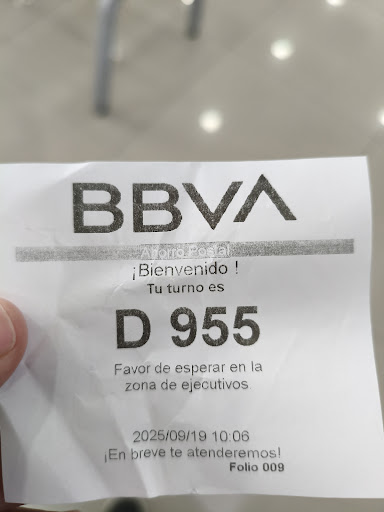 BBVA
Ahorro Postal
¡Bienvenido !
Tu turno es
D 955
Favor de esperar en la
zona de ejecutivos
2025/09/19 10:06
¡En breve te atenderemos!
Folio 009